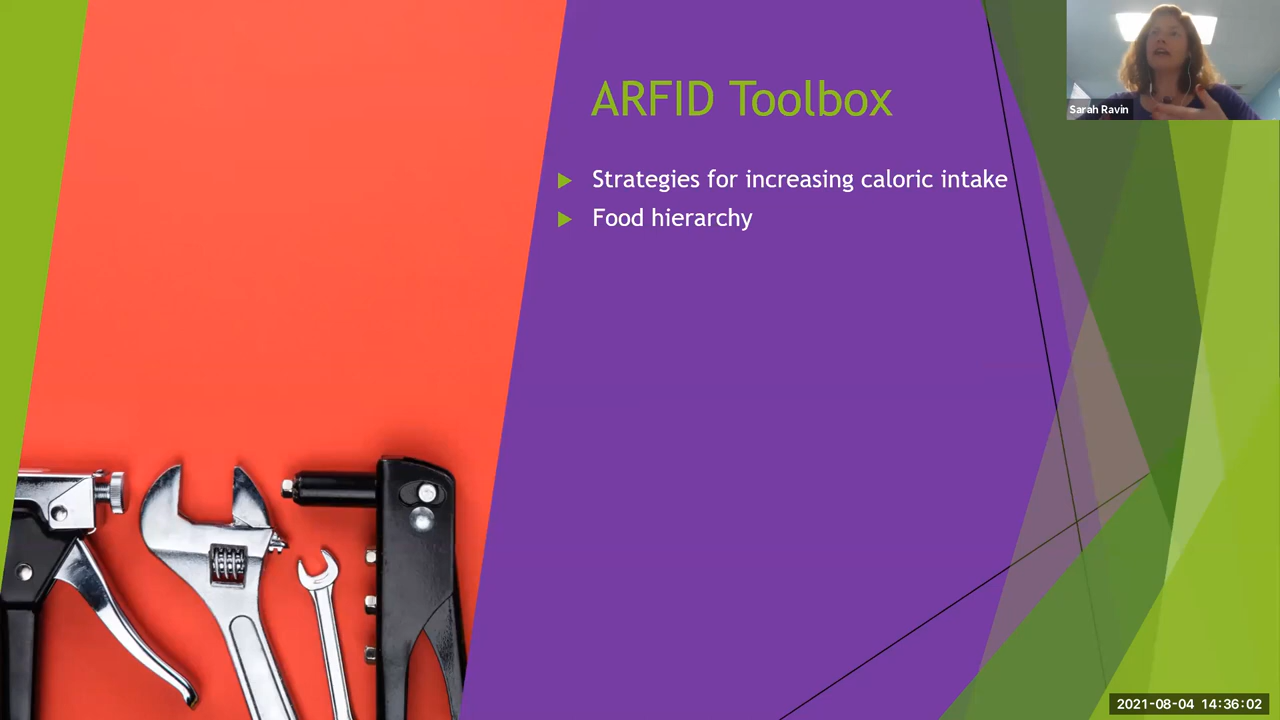 ARFID Toolbox
Strategies for increasing caloric intake
Food hierarchy
Sarah Ravin
2021-08-04 14:36:02